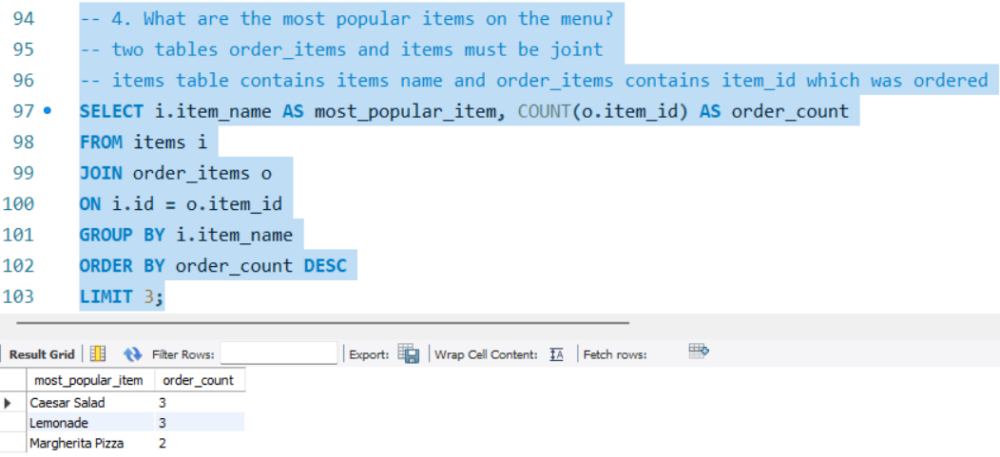 94 -- 4. What are the most popular items on the menu?
95 -- two tables order_items and items must be joint
96 -- items table contains items name and order_items contains item_id which was ordered
97 SELECT i.item_name AS most_popular_item, COUNT(o.item_id) AS order_count
98 FROM items i
99 JOIN order_items o
100 ON i.id = o.item_id
101 GROUP BY i.item_name
102 ORDER BY order_count DESC
103 LIMIT 3;
Result Grid Filter Rows: Export: Wrap Cell Content: IA Fetch rows:
most_popular_item order_count
Caesar Salad 3
Lemonade 3
Margherita Pizza 2